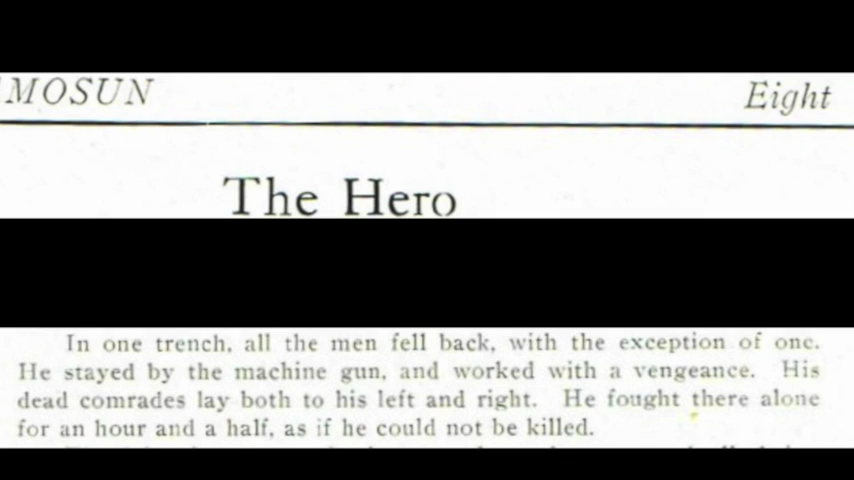 MOSUN Eight
The Hero
In one trench, all the men fell back, with the exception of one.
He stayed by the machine gun, and worked with a vengeance. His
dead comrades lay both to his left and right. He fought there alone
for an hour and a half, as if he could not be killed.